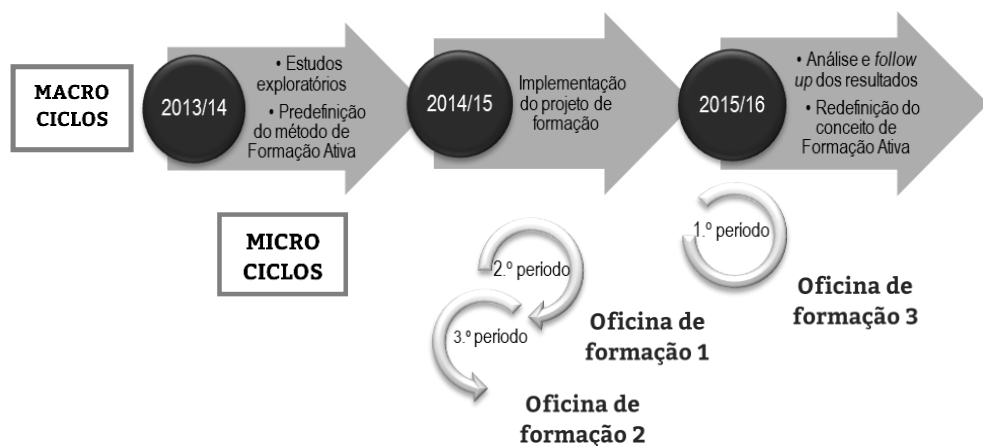 MACRO
CICLOS
2013/14
• Estudos
exploratórios
• Predefinição
do método de
Formação Ativa
2014/15
Implementação
do projeto de
formação
2015/16
• Análise e follow
up dos resultados
• Redefinição do
conceito de
Formação Ativa
MICRO
CICLOS
2.º periodo
Oficina de
formação 1
3.º periodo
Oficina de
formação 2
1.º periodo
Oficina de
formação 3